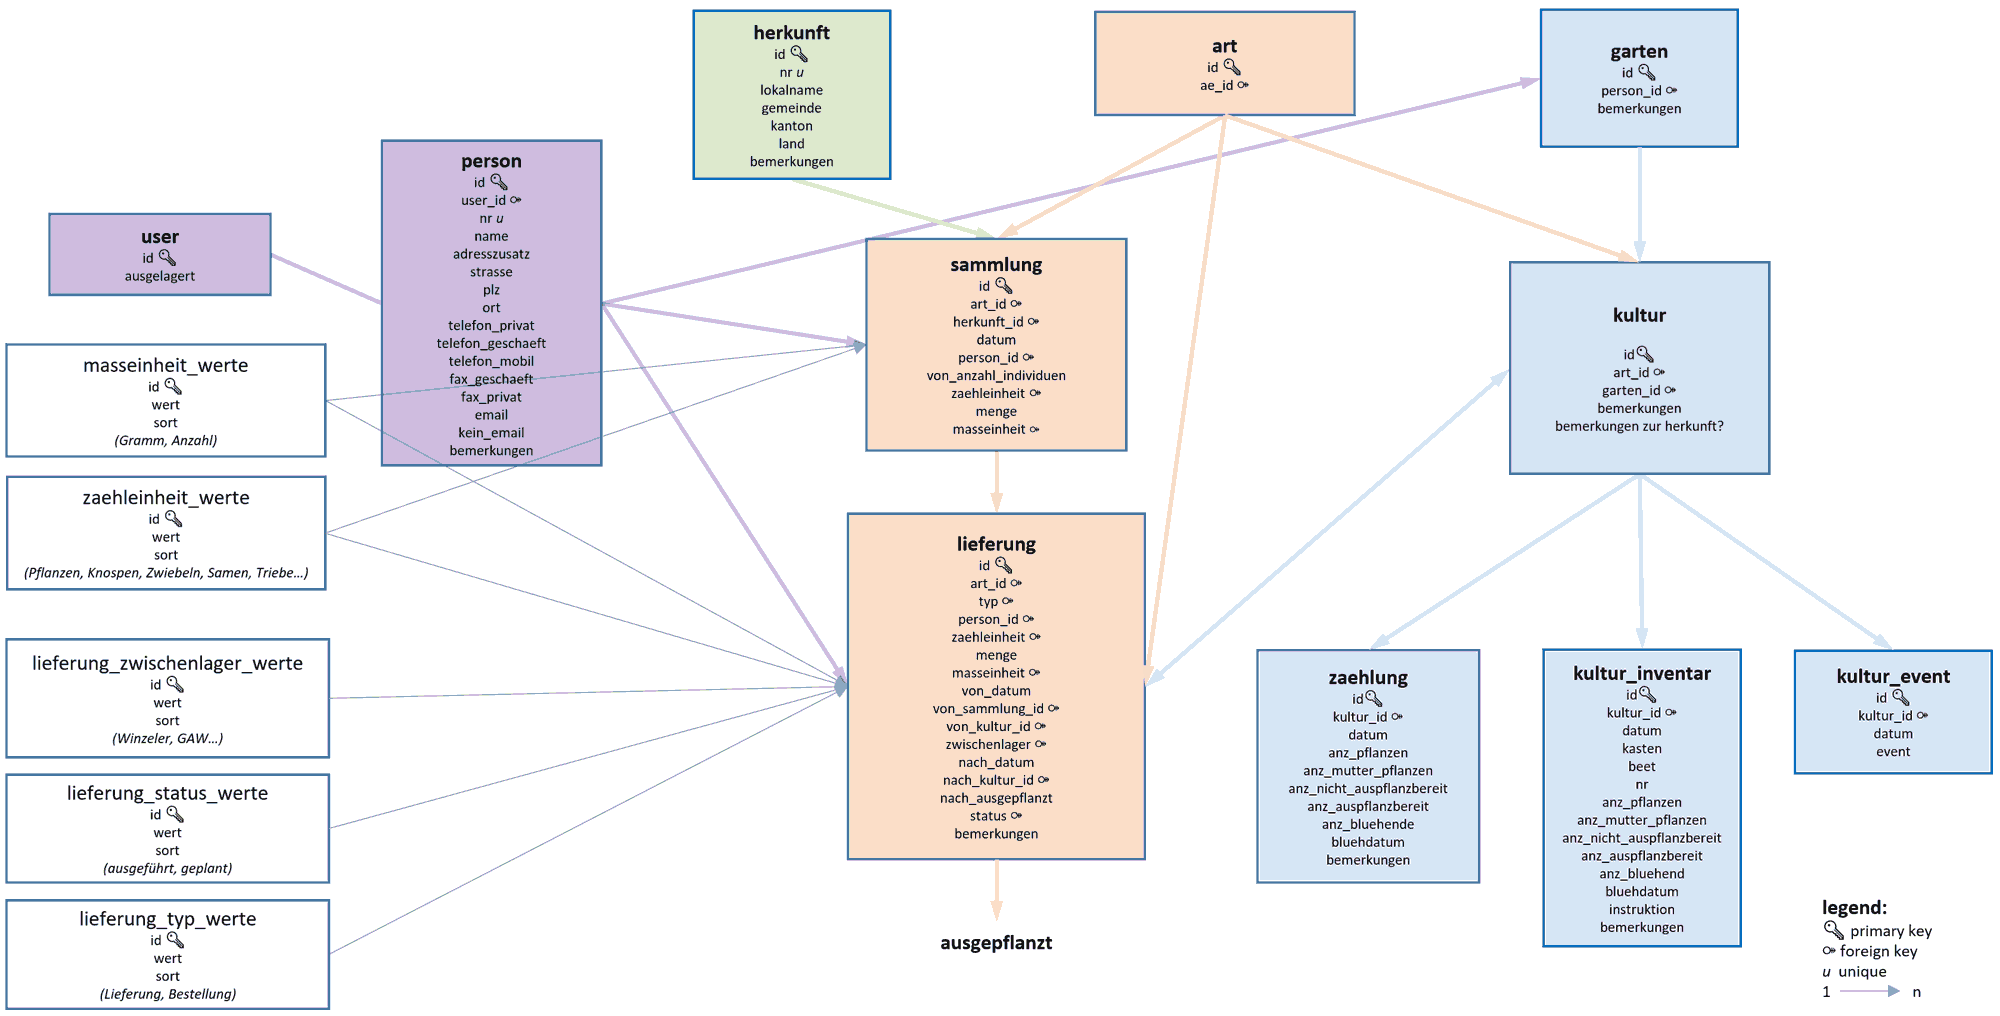 herkunft
id
nr u
lokalname
gemeinde
kanton
land
bemerkungen
art
id
ae_id
garten
id
person_id
bemerkungen
person
id
user_id
nr u
name
adresszusatz
strasse
plz
ort
telefon_privat
telefon_geschaeft
telefon_mobil
fax_geschaeft
fax_privat
email
kein_email
bemerkungen
user
id
ausgelagert
sammlung
id
art_id
herkunft_id
datum
person_id
von_anzahl_individuen
zaehleinheit
menge
masseinheit
kultur
id
art_id
garten_id
bemerkungen
bemerkungen zur herkunft?
masseinheit_werte
id
wert
sort
(Gramm, Anzahl)
zaehleinheit_werte
id
wert
sort
(Pflanzen, Knospen, Zwiebeln, Samen, Triebe...)
lieferung
id
art_id
typ
person_id
zaehleinheit
menge
masseinheit
von_datum
von_sammlung_id
von_kultur_id
zwischenlager
nach_datum
nach_kultur_id
nach_ausgepflanzt
status
bemerkungen
lieferung_zwischenlager_werte
id
wert
sort
(Winzeler, GAW...)
lieferung_status_werte
id
wert
sort
(ausgeführt, geplant)
lieferung_typ_werte
id
wert
sort
(Lieferung, Bestellung)
ausgepflanzt
zaehlung
id
kultur_id
datum
anz_pflanzen
anz_mutter_pflanzen
anz_nicht_auspflanzbereit
anz_auspflanzbereit
anz_bluehende
bluehdatum
bemerkungen
kultur_inventar
id
kultur_id
datum
kasten
beet
nr
anz_pflanzen
anz_mutter_pflanzen
anz_nicht_auspflanzbereit
anz_auspflanzbereit
anz_bluehend
bluehdatum
instruktion
bemerkungen
kultur_event
id
kultur_id
datum
event
legend:
primary key
foreign key
u unique
1 n